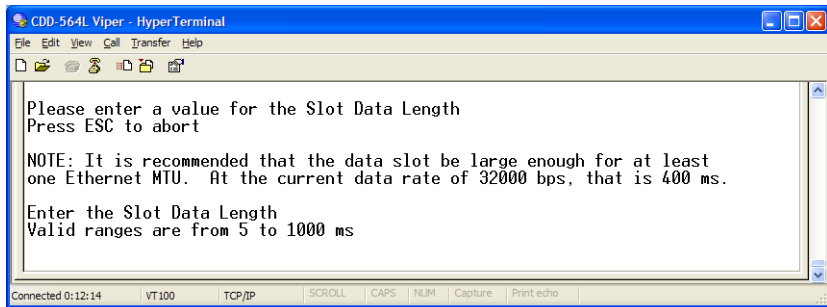 CDD-564L Viper - HyperTerminal
File Edit View Call Transfer Help
Please enter a value for the Slot Data Length
Press ESC to abort
NOTE: It is recommended that the data slot be large enough for at least
one Ethernet MTU. At the current data rate of 32000 bps, that is 400 ms.
Enter the Slot Data Length
Valid ranges are from 5 to 1000 ms
Connected 0:12:14 VT100 TCP/IP SCROLL CAPS NUM Capture Print echo